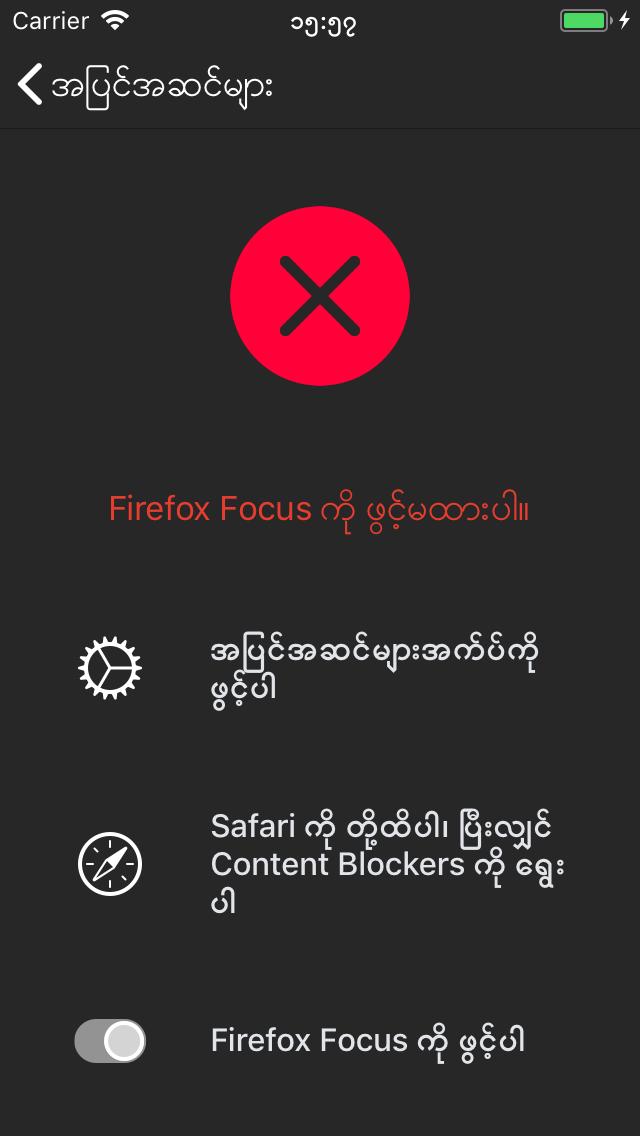 Carrier ၁၅:၅၇
အပြင်အဆင်များ
Firefox Focus ကို ဖွင့်မထားပါ။
အပြင်အဆင်များအက်ပ်ကို
ဖွင့်ပါ
Safari ကို တို့ထိပါ၊ ပြီးလျှင်
Content Blockers ကို ရွေး
ပါ
Firefox Focus ကို ဖွင့်ပါ